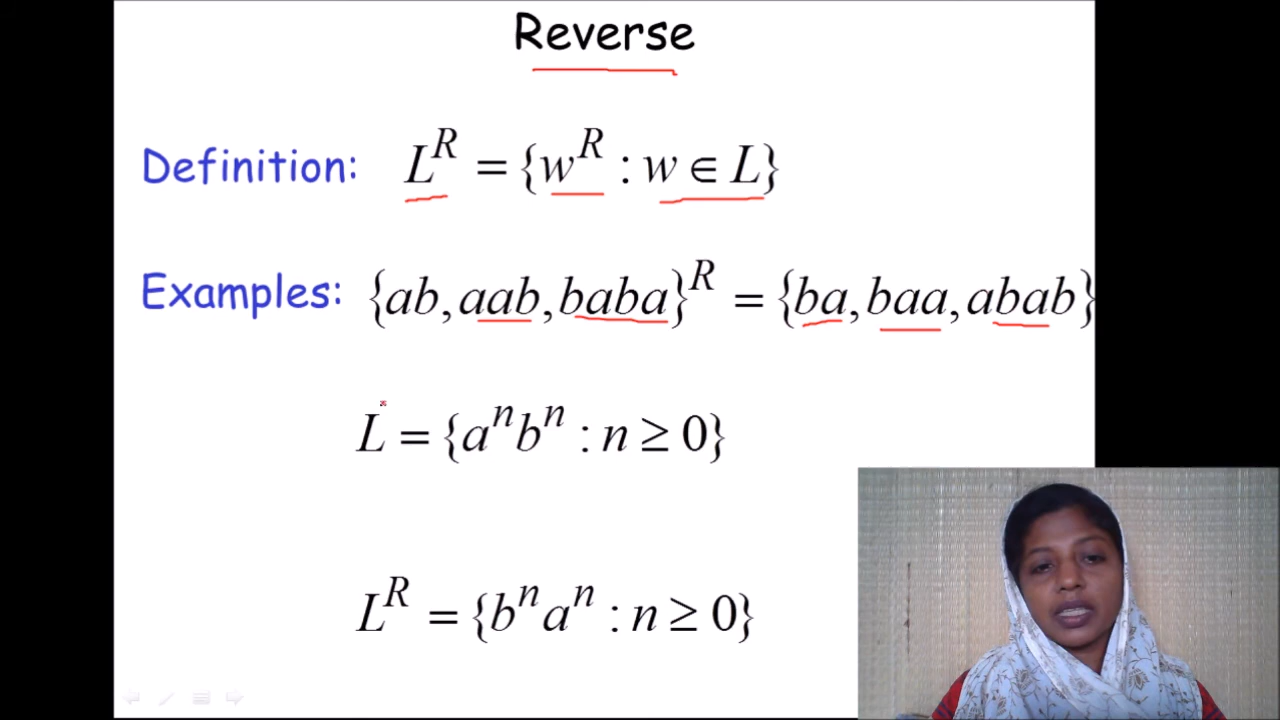 Reverse
Definition: L^R = {w^R : w ∈ L}
Examples: {ab, aab, baba}^R = {ba, baa, abab}
L = {a^n b^n : n ≥ 0}
L^R = {b^n a^n : n ≥ 0}